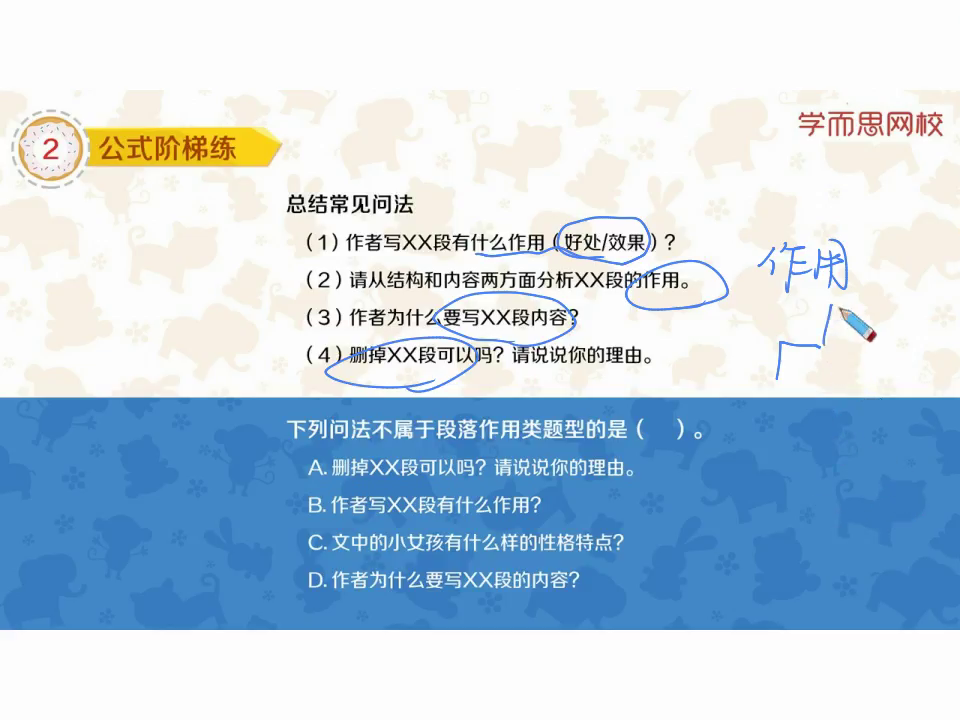 学而思网校
2 公式阶梯练
总结常见问法
（1）作者写XX段有什么作用（好处/效果）？
（2）请从结构和内容两方面分析XX段的作用。
作用
（3）作者为什么要写XX段内容？
（4）删掉XX段可以吗？请说说你的理由。
下列问法不属于段落作用类题型的是（　）。
A. 删掉XX段可以吗？请说说你的理由。
B. 作者写XX段有什么作用？
C. 文中的小女孩有什么样的性格特点？
D. 作者为什么要写XX段的内容？